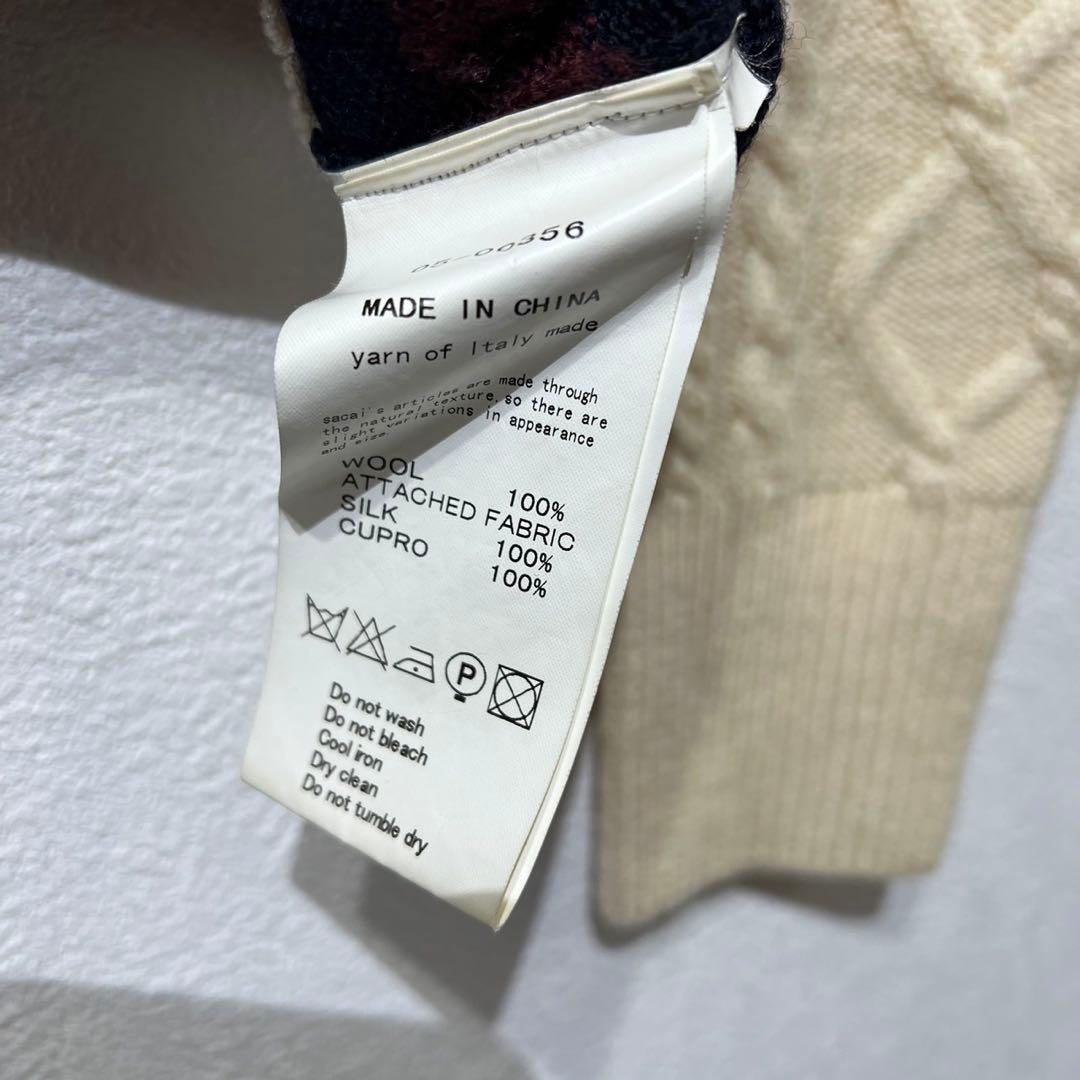 05-00356
MADE IN CHINA
yarn of Italy made
sacai's articles are made through
the natural texture, so there are
slight variations in appearance
and size.
WOOL 100%
ATTACHED FABRIC
SILK 100%
CUPRO 100%
P
Do not wash
Do not bleach
Cool iron
Dry clean
Do not tumble dry